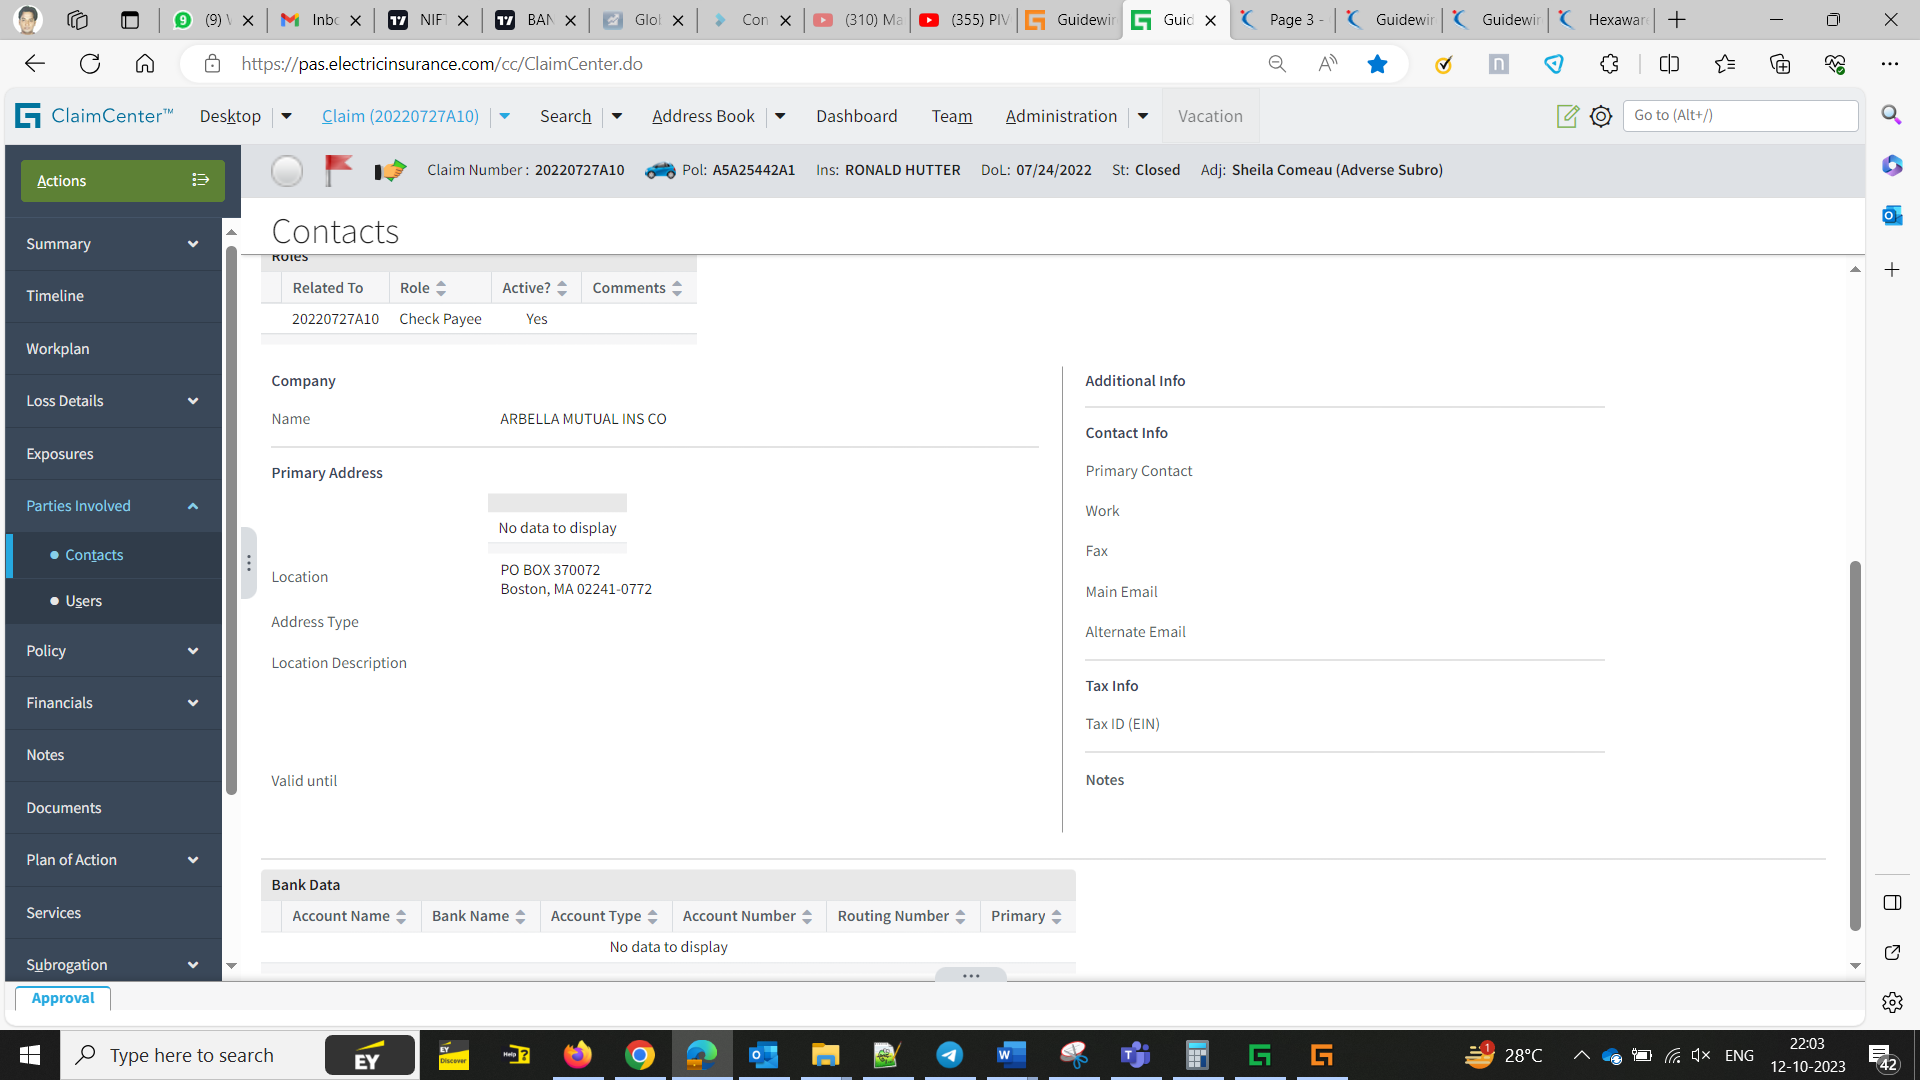 (9) W
Inbo
NIFT
BAN
Glob
Con
(310) Ma
(355) PIV
Guidewir
Guid
Page 3 -
Guidewir
Guidewir
Hexawar
https://pas.electricinsurance.com/cc/ClaimCenter.do
ClaimCenter™
Desktop
Claim (20220727A10)
Search
Address Book
Dashboard
Team
Administration
Vacation
Go to (Alt+/)
Actions
Claim Number : 20220727A10
Pol: A5A25442A1
Ins: RONALD HUTTER
DoL: 07/24/2022
St: Closed
Adj: Sheila Comeau (Adverse Subro)
Summary
Timeline
Workplan
Loss Details
Exposures
Parties Involved
Contacts
Users
Policy
Financials
Notes
Documents
Plan of Action
Services
Subrogation
Contacts
Roles
Related To Role Active? Comments
20220727A10 Check Payee Yes
Company
Name ARBELLA MUTUAL INS CO
Primary Address
No data to display
Location PO BOX 370072
Boston, MA 02241-0772
Address Type
Location Description
Valid until
Additional Info
Contact Info
Primary Contact
Work
Fax
Main Email
Alternate Email
Tax Info
Tax ID (EIN)
Notes
Bank Data
Account Name Bank Name Account Type Account Number Routing Number Primary
No data to display
Approval
Type here to search
EY
EY
Discover
Help ?
1
28°C
ENG
22:03
12-10-2023
42